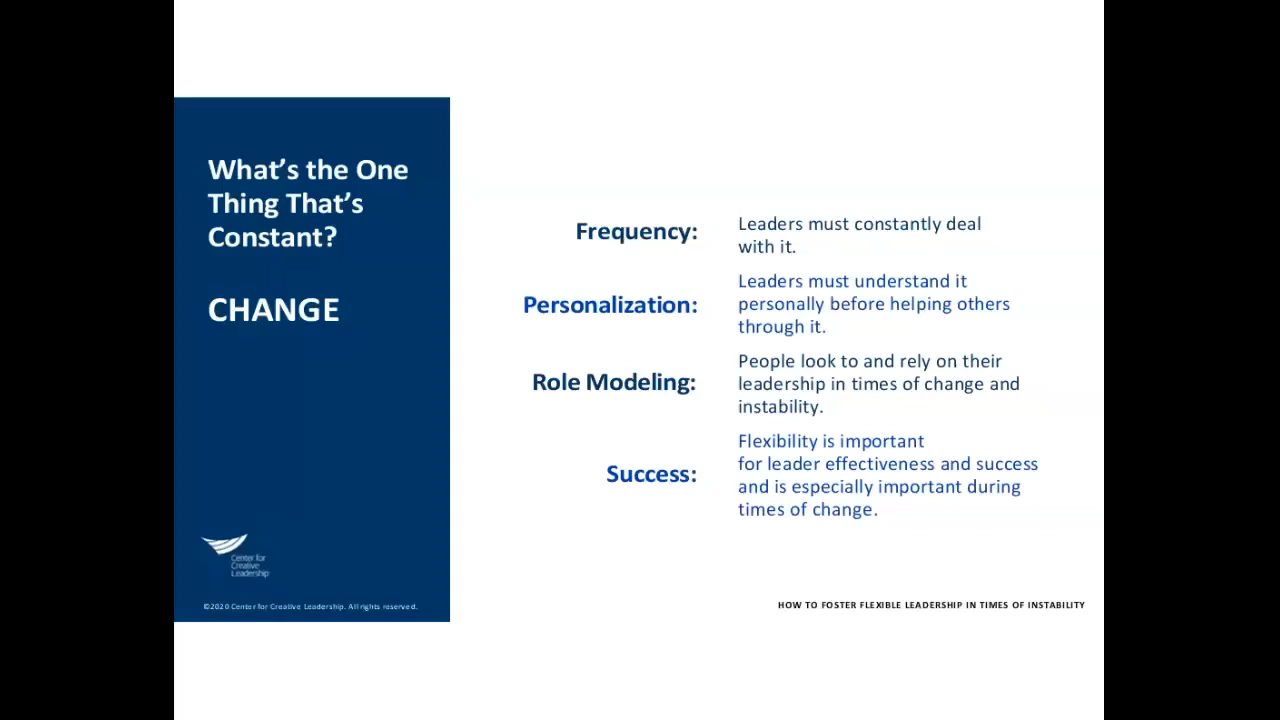 What's the One
Thing That's
Constant?
CHANGE
Frequency:
Leaders must constantly deal
with it.
Personalization:
Leaders must understand it
personally before helping others
through it.
Role Modeling:
People look to and rely on their
leadership in times of change and
instability.
Success:
Flexibility is important
for leader effectiveness and success
and is especially important during
times of change.
Center for
Creative
Leadership
©2020 Center for Creative Leadership. All rights reserved.
HOW TO FOSTER FLEXIBLE LEADERSHIP IN TIMES OF INSTABILITY